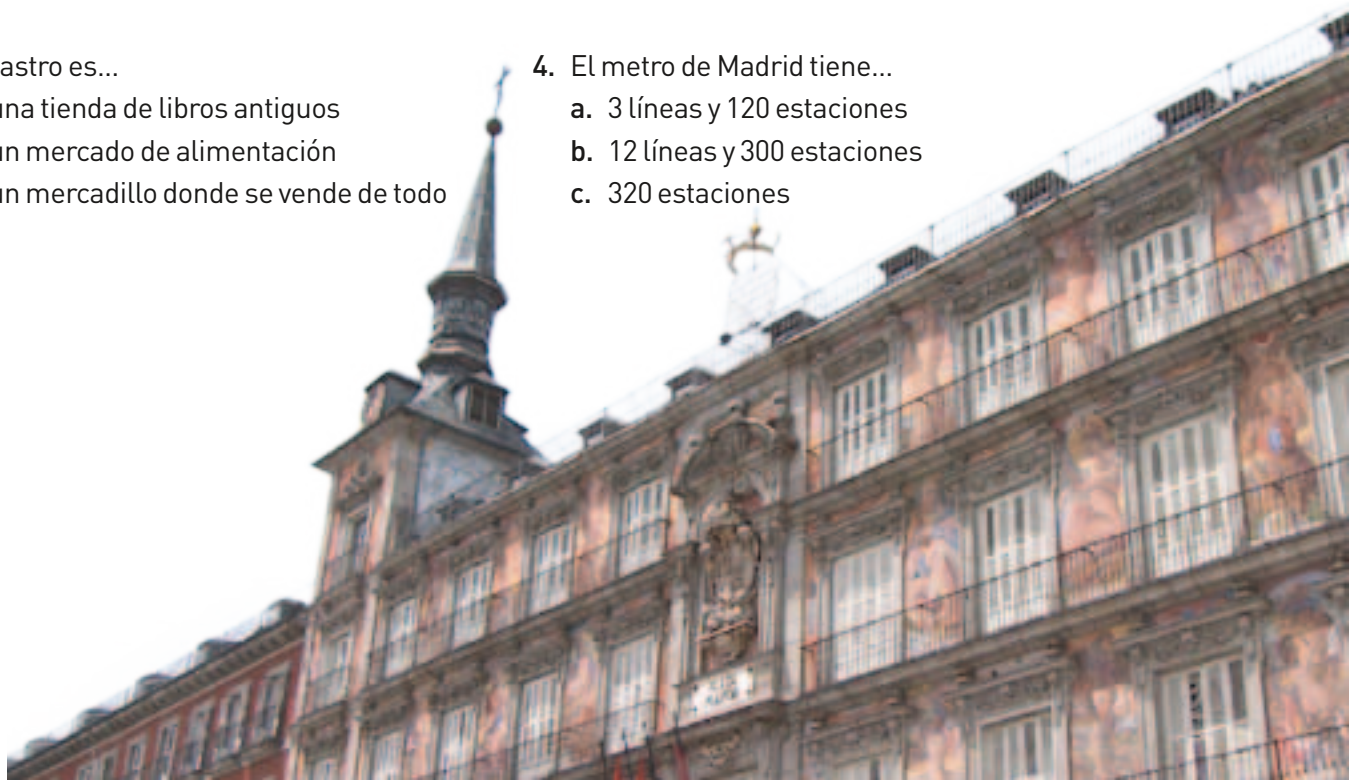 astro es...
una tienda de libros antiguos
un mercado de alimentación
un mercadillo donde se vende de todo
4. El metro de Madrid tiene...
a. 3 líneas y 120 estaciones
b. 12 líneas y 300 estaciones
c. 320 estaciones